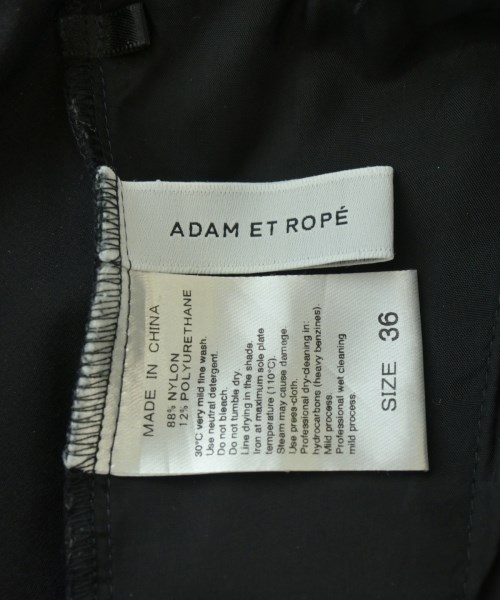 ADAM ET ROPÉ
MADE IN CHINA
88% NYLON
12% POLYURETHANE
30°C very mild fine wash.
Use neutral detergent.
Do not bleach.
Do not tumble dry.
Line drying in the shade.
Iron at maximum sole plate
temperature (110°C).
Steam may cause damage.
Use press-cloth.
Professional dry-cleaning in:
hydrocarbons (heavy benzines).
Mild process.
Professional wet cleaning
mild process.
SIZE 36